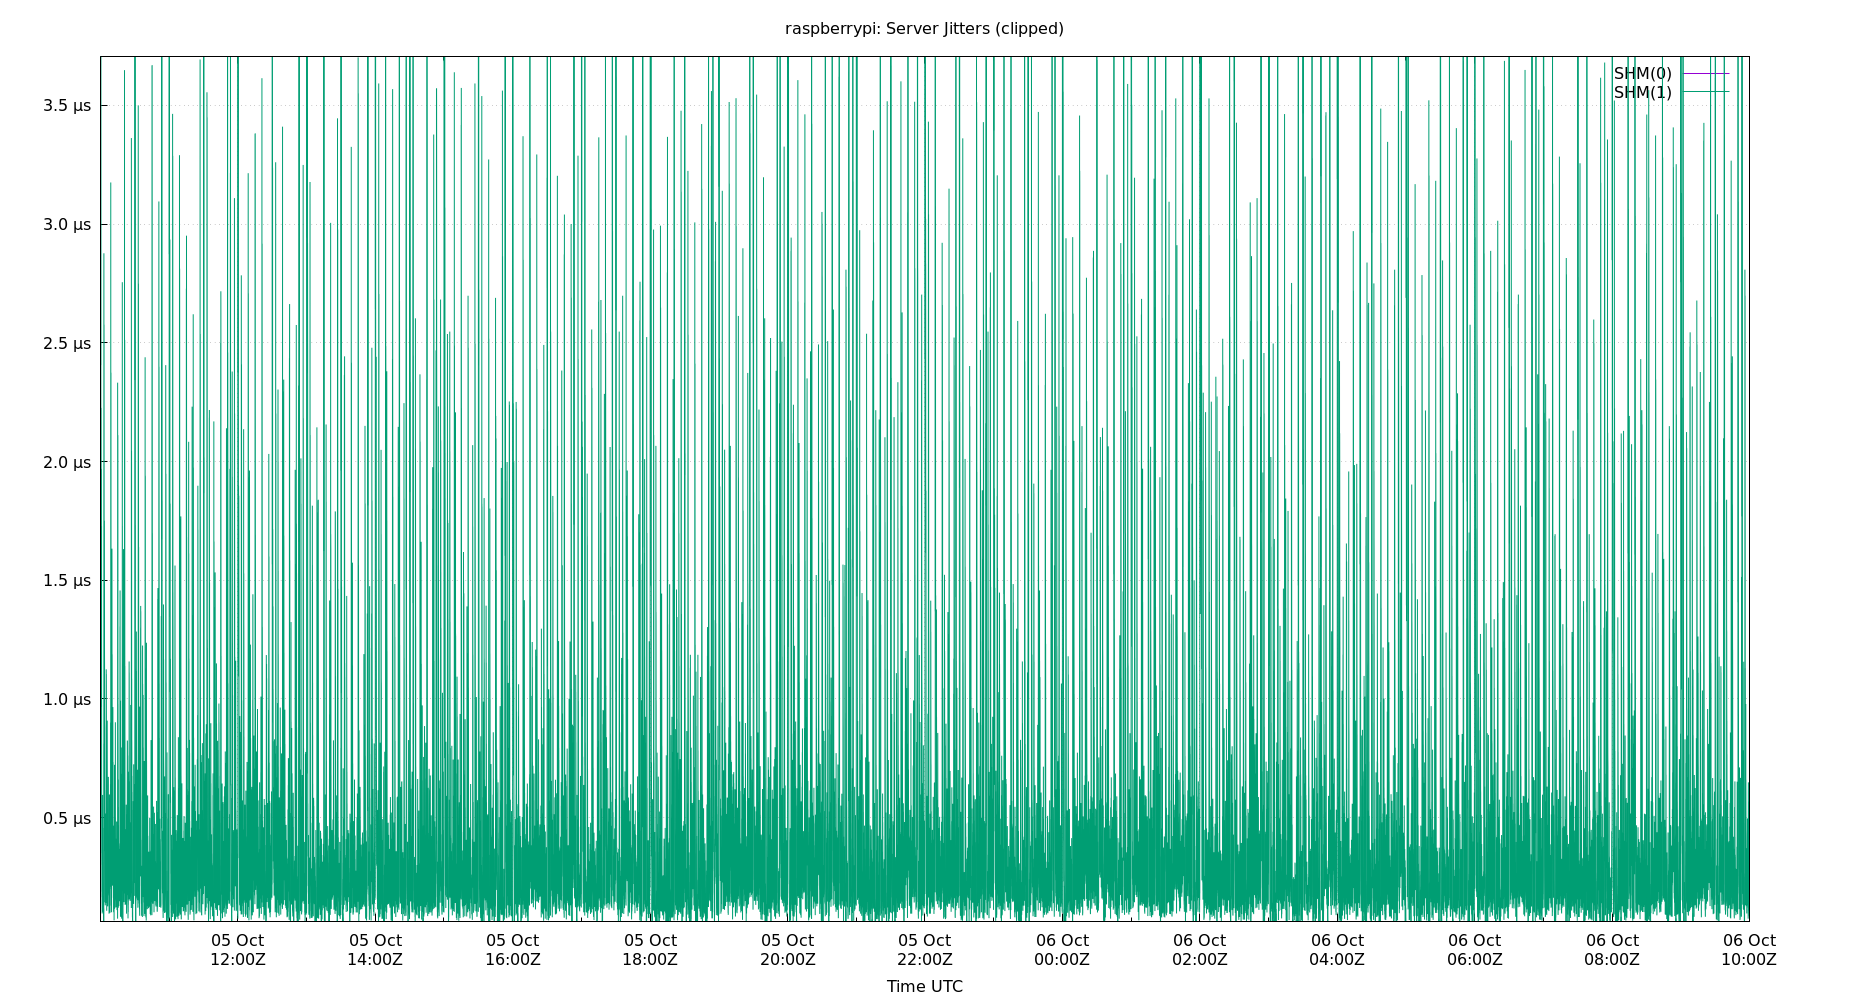 raspberrypi: Server Jitters (clipped)
SHM(0)
SHM(1)
3.5 µs
3.0 µs
2.5 µs
2.0 µs
1.5 µs
1.0 µs
0.5 µs
05 Oct 05 Oct 05 Oct 05 Oct 05 Oct 05 Oct 06 Oct 06 Oct 06 Oct 06 Oct 06 Oct 06 Oct
12:00Z 14:00Z 16:00Z 18:00Z 20:00Z 22:00Z 00:00Z 02:00Z 04:00Z 06:00Z 08:00Z 10:00Z
Time UTC